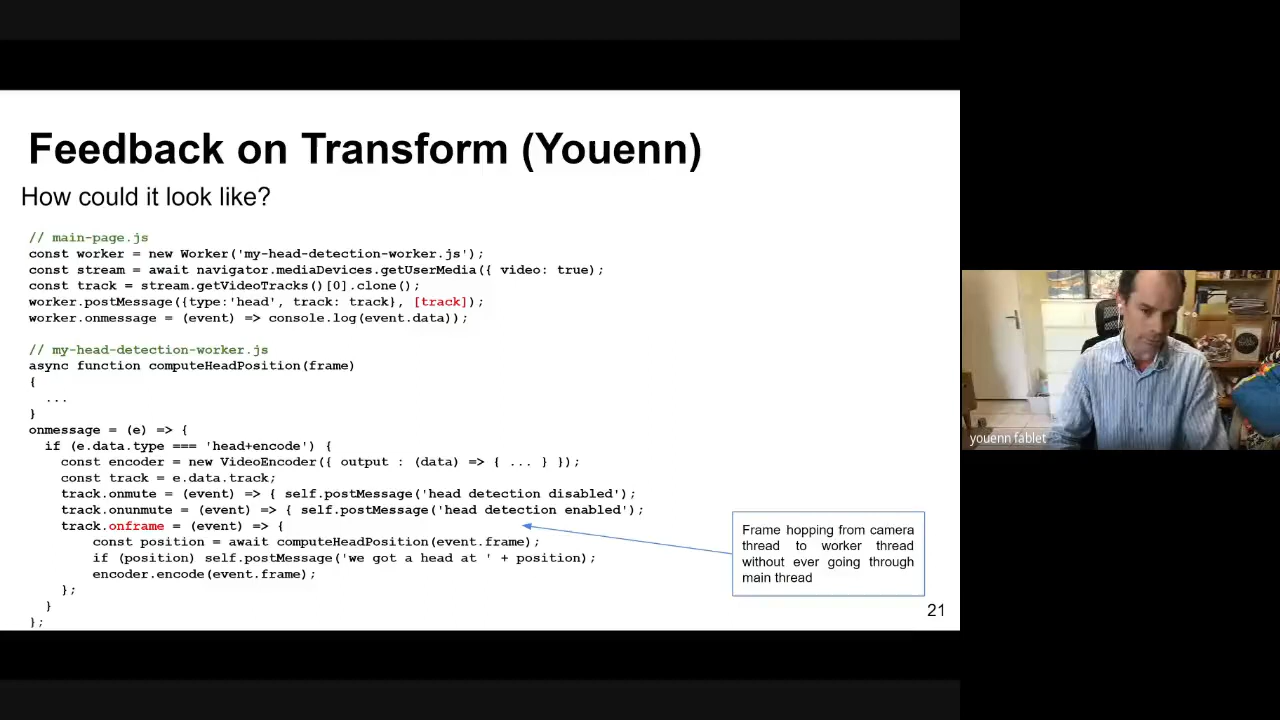 Feedback on Transform (Youenn)
How could it look like?
// main-page.js
const worker = new Worker('my-head-detection-worker.js');
const stream = await navigator.mediaDevices.getUserMedia({ video: true);
const track = stream.getVideoTracks()[0].clone();
worker.postMessage({type:'head', track: track}, [track]);
worker.onmessage = (event) => console.log(event.data));
// my-head-detection-worker.js
async function computeHeadPosition(frame)
{
...
}
onmessage = (e) => {
if (e.data.type === 'head+encode') {
const encoder = new VideoEncoder({ output : (data) => { ... } });
const track = e.data.track;
track.onmute = (event) => { self.postMessage('head detection disabled');
track.onunmute = (event) => { self.postMessage('head detection enabled');
track.onframe = (event) => {
const position = await computeHeadPosition(event.frame);
if (position) self.postMessage('we got a head at ' + position);
encoder.encode(event.frame);
};
}
};
Frame hopping from camera
thread to worker thread
without ever going through
main thread
21
youenn fablet